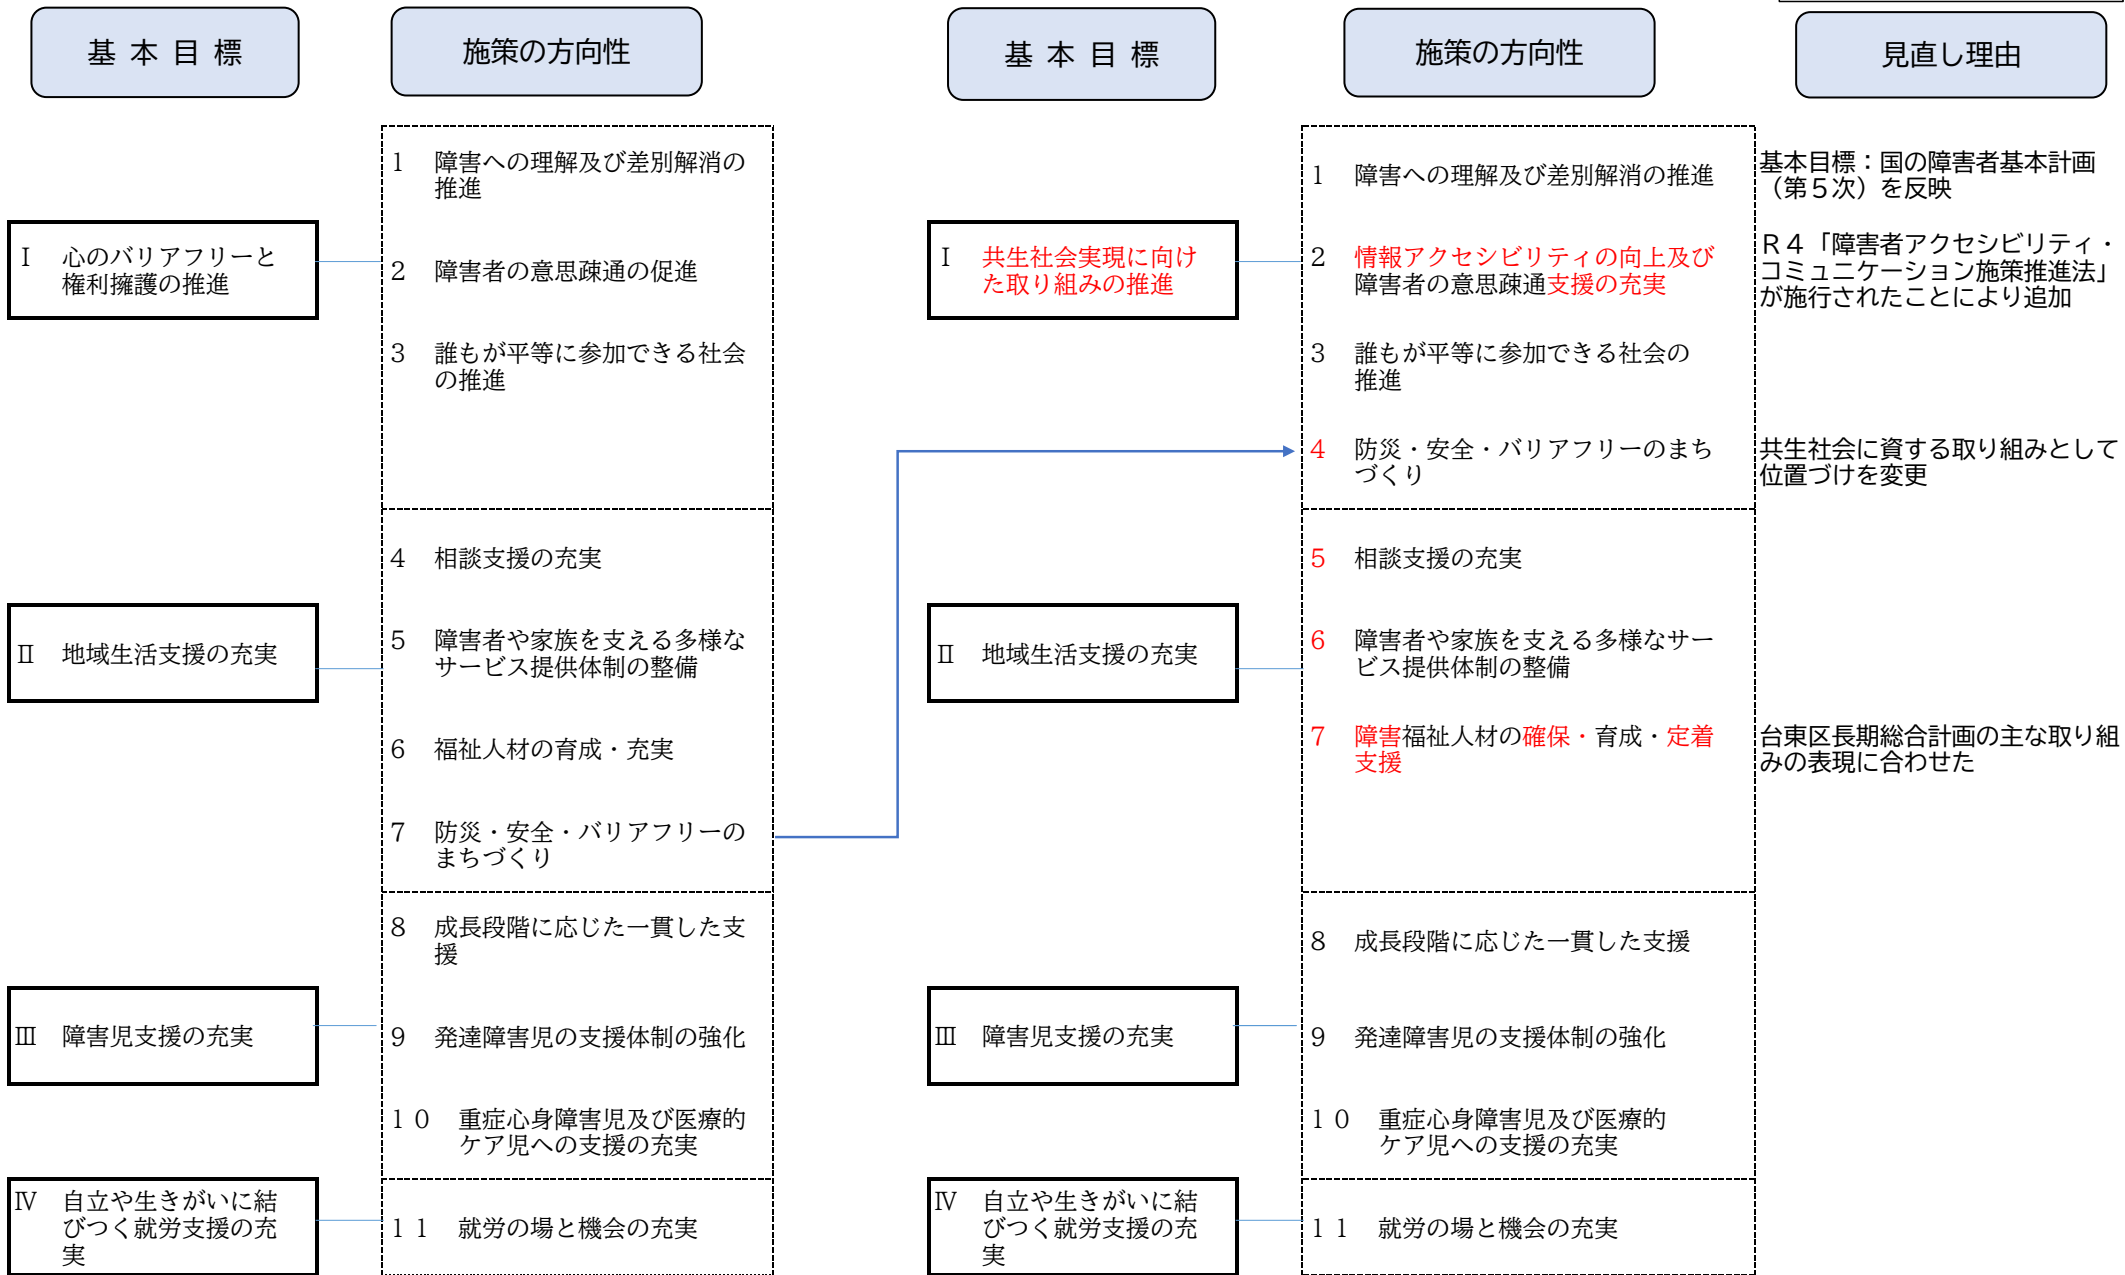 基本目標
施策の方向性
基本目標
施策の方向性
見直し理由
Ⅰ 心のバリアフリーと
権利擁護の推進
1 障害への理解及び差別解消の
推進
2 障害者の意思疎通の促進
3 誰もが平等に参加できる社会
の推進
Ⅱ 地域生活支援の充実
4 相談支援の充実
5 障害者や家族を支える多様な
サービス提供体制の整備
6 福祉人材の育成・充実
7 防災・安全・バリアフリーの
まちづくり
Ⅲ 障害児支援の充実
8 成長段階に応じた一貫した支
援
9 発達障害児の支援体制の強化
10 重症心身障害児及び医療的
ケア児への支援の充実
Ⅳ 自立や生きがいに結
びつく就労支援の充
実
11 就労の場と機会の充実
Ⅰ 共生社会実現に向け
た取り組みの推進
1 障害への理解及び差別解消の推進
2 情報アクセシビリティの向上及び
障害者の意思疎通支援の充実
3 誰もが平等に参加できる社会の
推進
4 防災・安全・バリアフリーのまち
づくり
Ⅱ 地域生活支援の充実
5 相談支援の充実
6 障害者や家族を支える多様なサー
ビス提供体制の整備
7 障害福祉人材の確保・育成・定着
支援
Ⅲ 障害児支援の充実
8 成長段階に応じた一貫した支援
9 発達障害児の支援体制の強化
10 重症心身障害児及び医療的
ケア児への支援の充実
Ⅳ 自立や生きがいに結
びつく就労支援の充
実
11 就労の場と機会の充実
基本目標：国の障害者基本計画
（第５次）を反映
Ｒ４「障害者アクセシビリティ・
コミュニケーション施策推進法」
が施行されたことにより追加
共生社会に資する取り組みとして
位置づけを変更
台東区長期総合計画の主な取り組
みの表現に合わせた